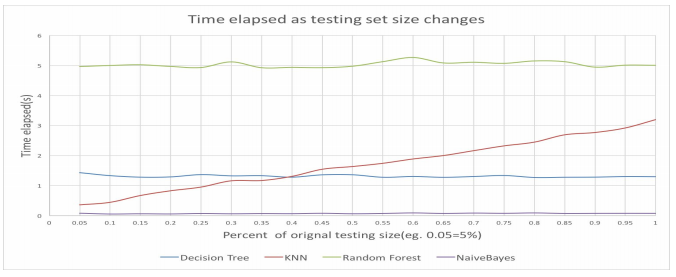 Time elapsed as testing set size changes
6
5
4
3
2
1
0
Time elapsed(s)
0 0.05 0.1 0.15 0.2 0.25 0.3 0.35 0.4 0.45 0.5 0.55 0.6 0.65 0.7 0.75 0.8 0.85 0.9 0.95 1
Percent of orignal testing size(eg. 0.05=5%)
Decision Tree KNN Random Forest NaiveBayes